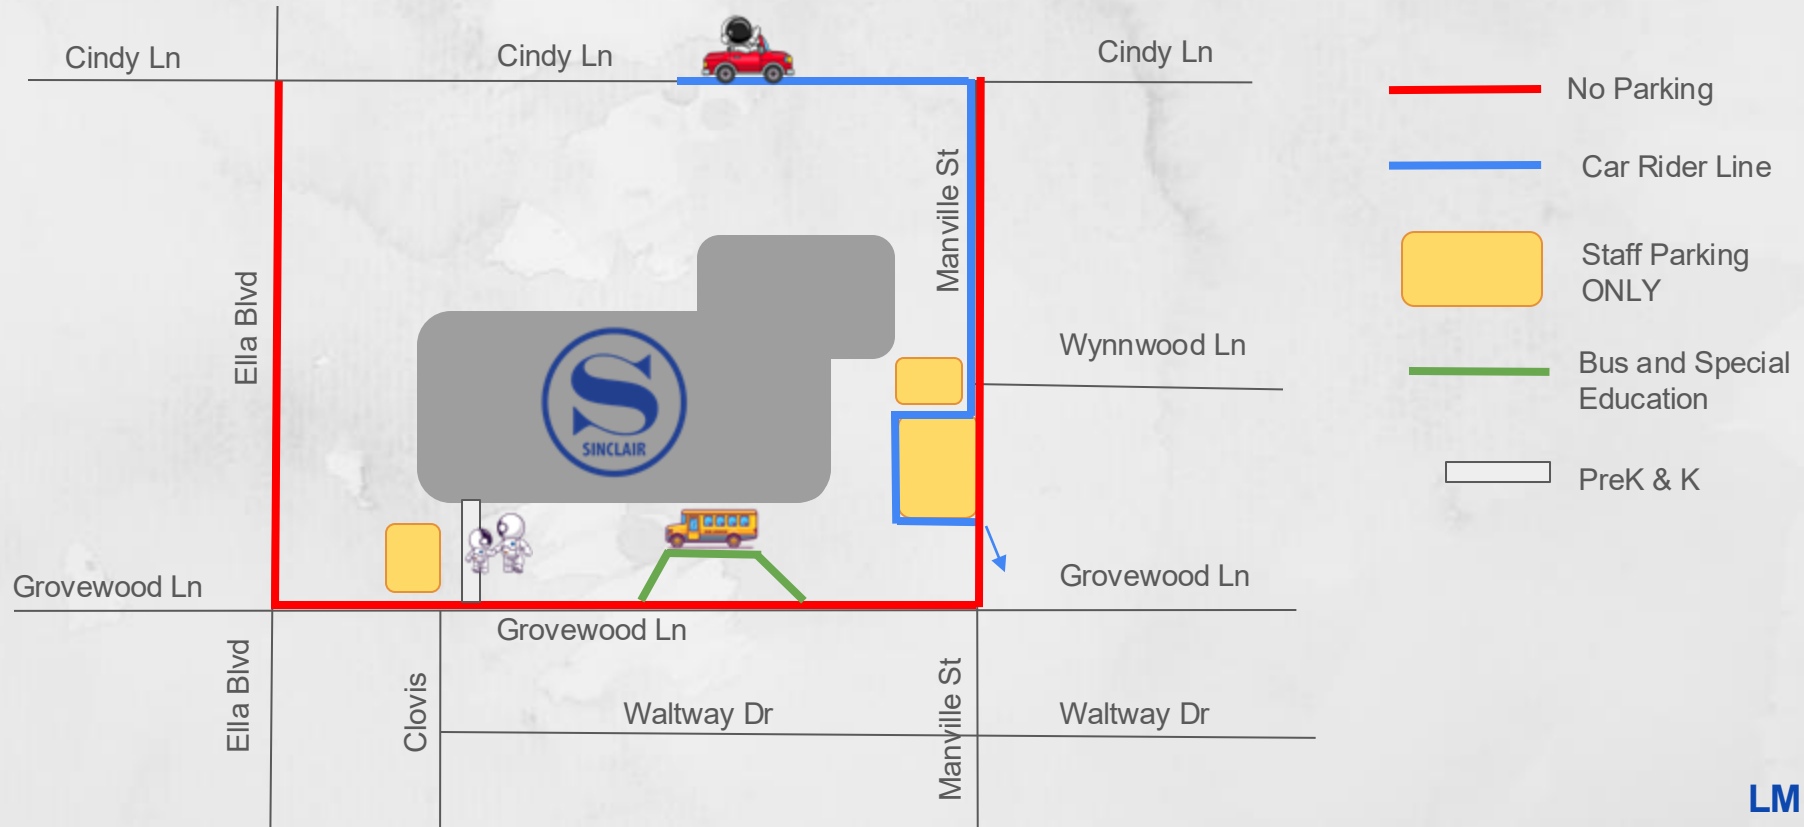 Cindy Ln
Cindy Ln
Cindy Ln
No Parking
Car Rider Line
Manville St
Staff Parking
ONLY
Ella Blvd
Wynnwood Ln
Bus and Special
Education
S
SINCLAIR
PreK & K
Grovewood Ln
Grovewood Ln
Grovewood Ln
Ella Blvd
Clovis
Waltway Dr
Manville St
Waltway Dr
LM